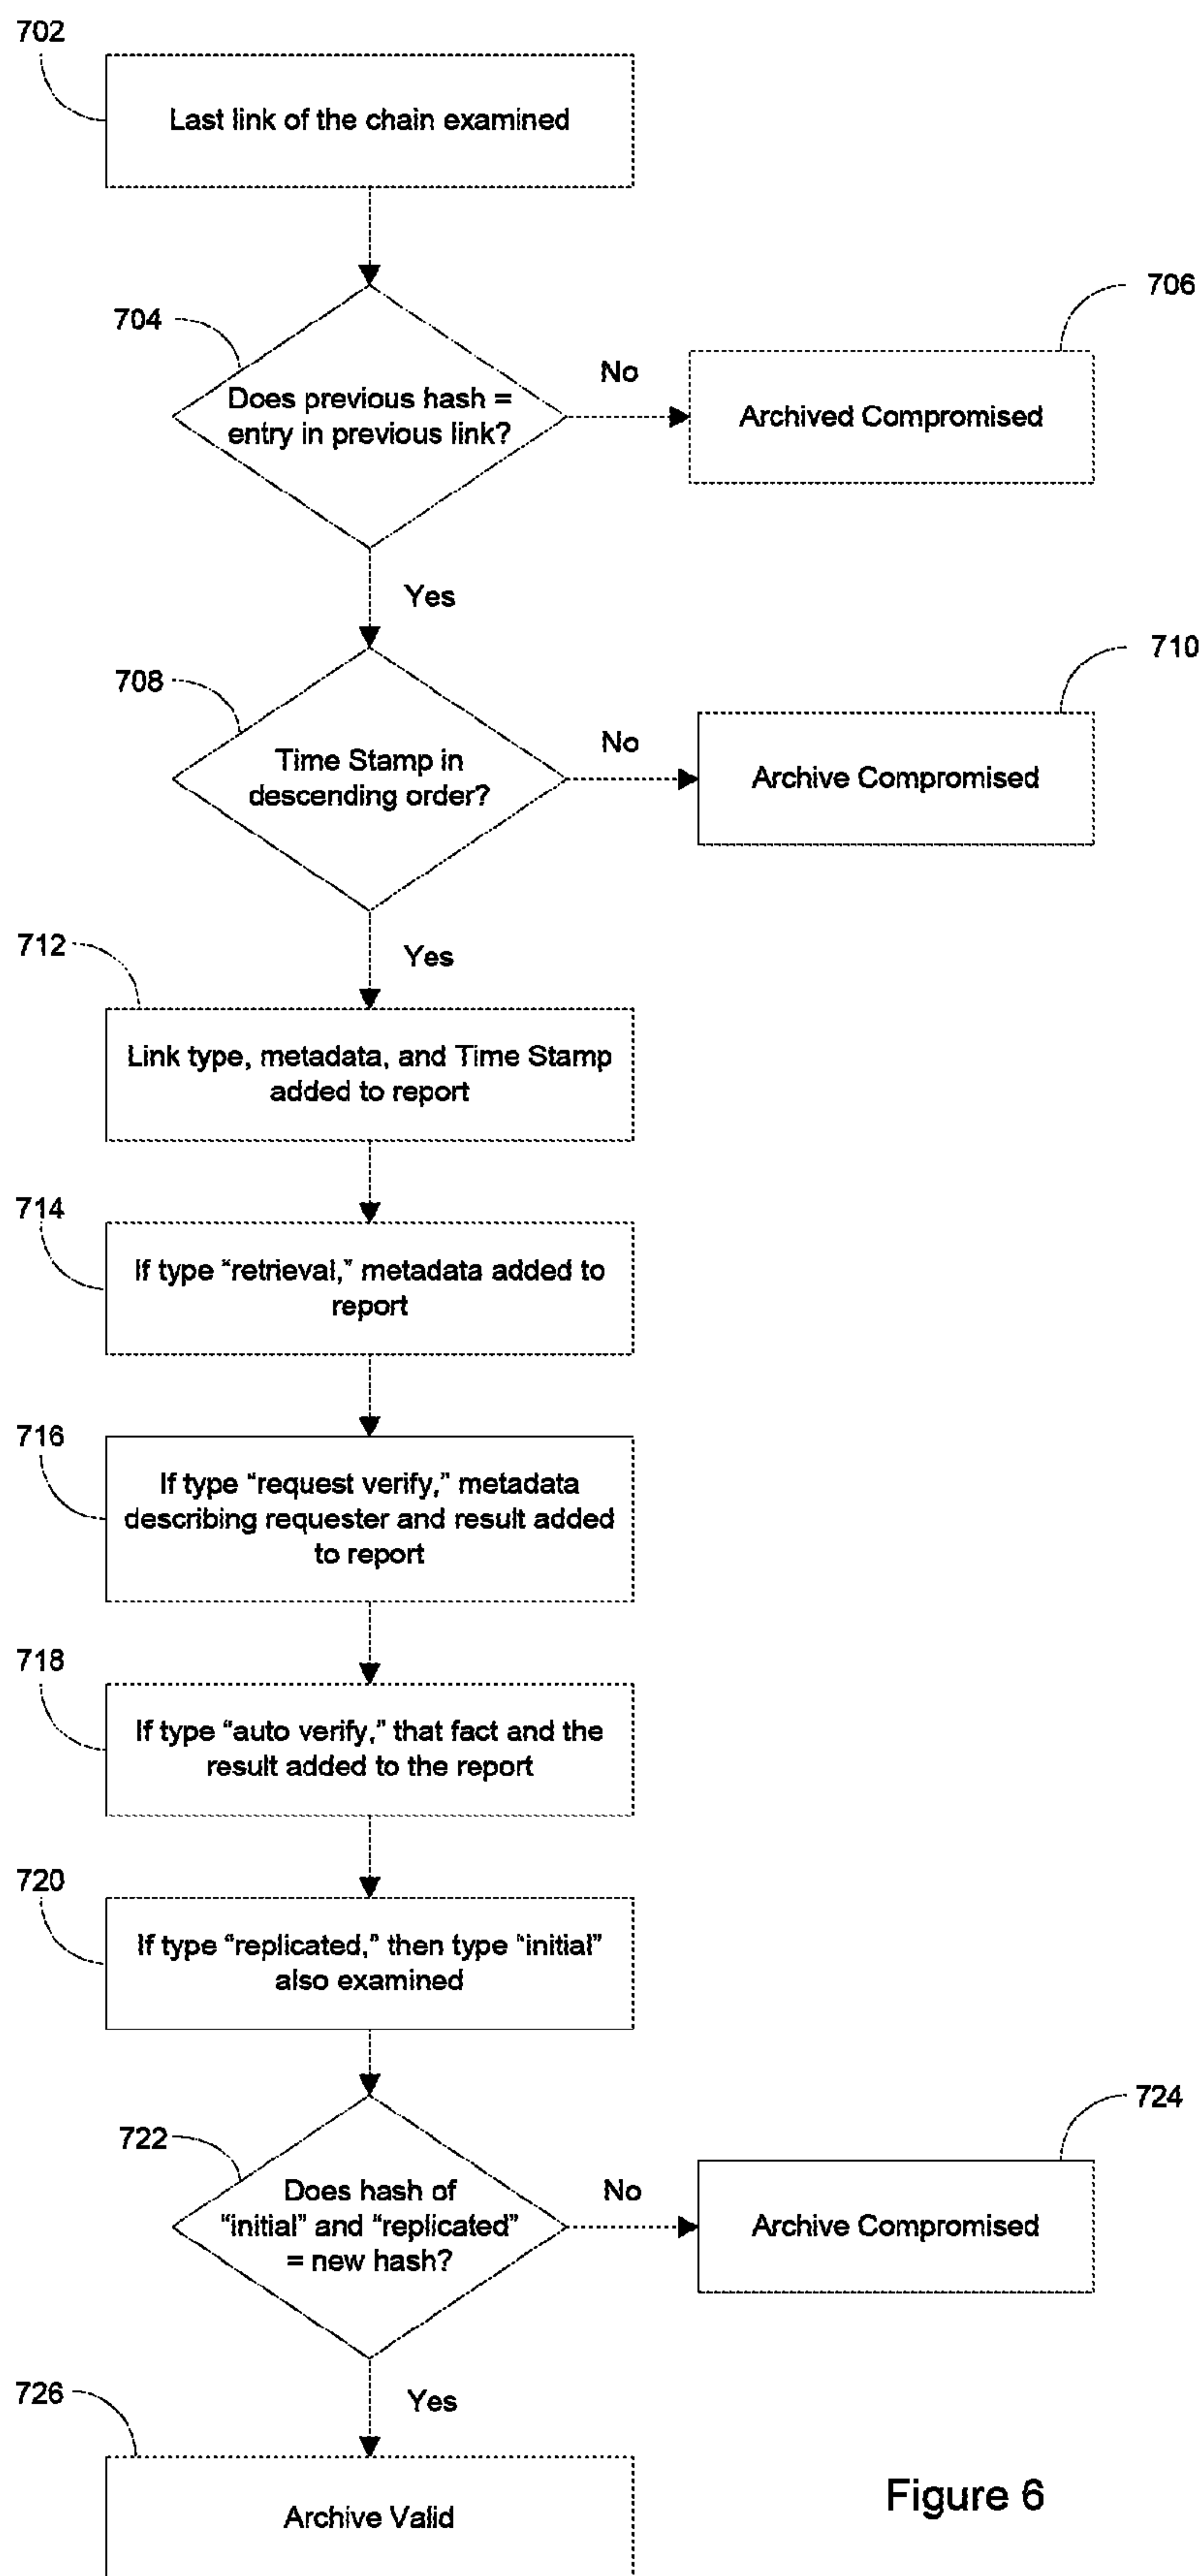 702
Last link of the chain examined
704
Does previous hash =
entry in previous link?
No
706
Archived Compromised
Yes
708
Time Stamp in
descending order?
No
710
Archive Compromised
Yes
712
Link type, metadata, and Time Stamp
added to report
714
If type “retrieval,” metadata added to
report
716
If type “request verify,” metadata
describing requester and result added
to report
718
If type “auto verify,” that fact and the
result added to the report
720
If type “replicated,” then type “initial”
also examined
722
Does hash of
“initial” and “replicated”
= new hash?
No
724
Archive Compromised
Yes
726
Archive Valid
Figure 6